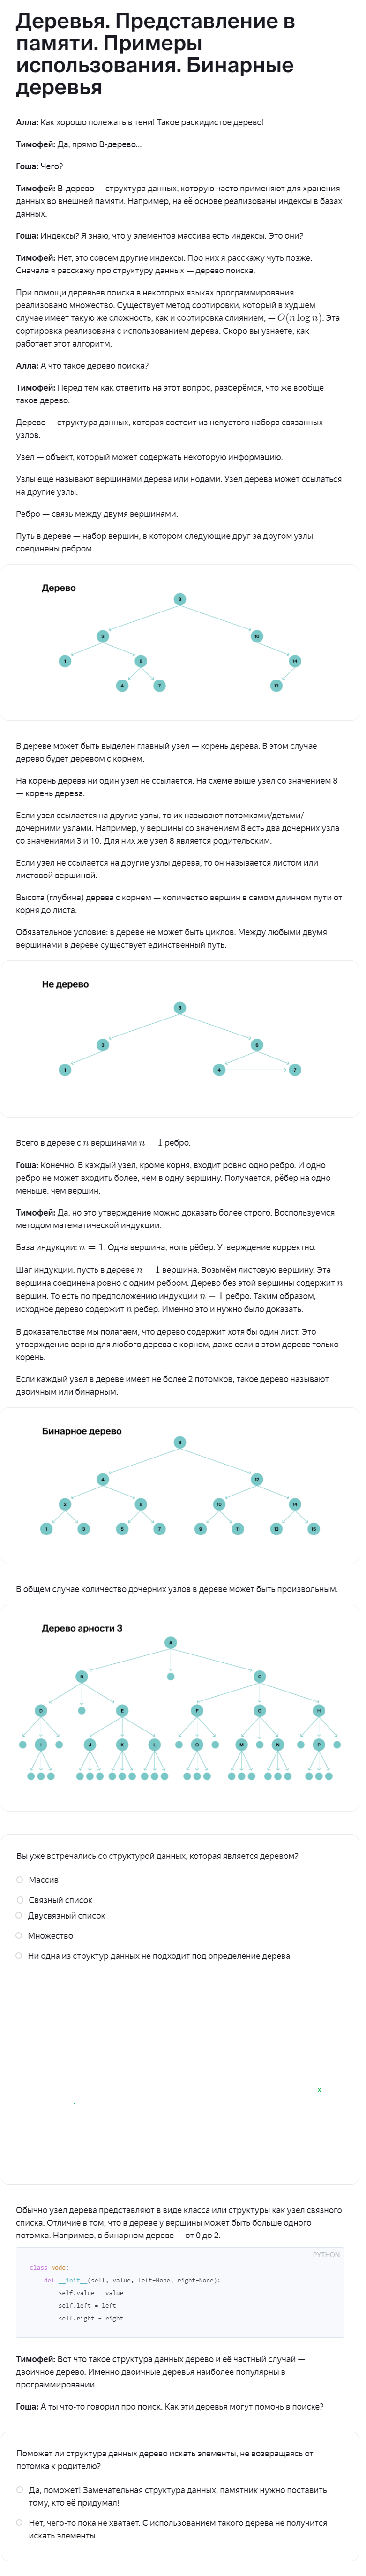 Деревья. Представление в
памяти. Примеры
использования. Бинарные
деревья
Алла: Как хорошо полежать в тени! Такое раскидистое дерево!
Тимофей: Да, прямо B-дерево...
Гоша: Чего?
Тимофей: B-дерево — структура данных, которую часто применяют для хранения
данных во внешней памяти. Например, на её основе реализованы индексы в базах
данных.
Гоша: Индексы? Я знаю, что у элементов массива есть индексы. Это они?
Тимофей: Нет, это совсем другие индексы. Про них я расскажу чуть позже.
Сначала я расскажу про структуру данных — дерево поиска.
При помощи деревьев поиска в некоторых языках программирования
реализовано множество. Существует метод сортировки, который в худшем
случае имеет такую же сложность, как и сортировка слиянием, — O(n log n). Эта
сортировка реализована с использованием дерева. Скоро вы узнаете, как
работает этот алгоритм.
Алла: А что такое дерево поиска?
Тимофей: Перед тем как ответить на этот вопрос, разберёмся, что же вообще
такое дерево.
Дерево — структура данных, которая состоит из непустого набора связанных
узлов.
Узел — объект, который может содержать некоторую информацию.
Узлы ещё называют вершинами дерева или нодами. Узел дерева может ссылаться
на другие узлы.
Ребро — связь между двумя вершинами.
Путь в дереве — набор вершин, в котором следующие друг за другом узлы
соединены ребром.
Дерево
8
3 10
1 6 14
4 7 13
В дереве может быть выделен главный узел — корень дерева. В этом случае
дерево будет деревом с корнем.
На корень дерева ни один узел не ссылается. На схеме выше узел со значением 8
— корень дерева.
Если узел ссылается на другие узлы, то их называют потомками/детьми/
дочерними узлами. Например, у вершины со значением 8 есть два дочерних узла
со значениями 3 и 10. Для них же узел 8 является родительским.
Если узел не ссылается на другие узлы дерева, то он называется листом или
листовой вершиной.
Высота (глубина) дерева с корнем — количество вершин в самом длинном пути от
корня до листа.
Обязательное условие: в дереве не может быть циклов. Между любыми двумя
вершинами в дереве существует единственный путь.
Не дерево
8
3 6
1 4 7
Всего в дереве с n вершинами n − 1 ребро.
Гоша: Конечно. В каждый узел, кроме корня, входит ровно одно ребро. И одно
ребро не может входить более, чем в одну вершину. Получается, рёбер на одно
меньше, чем вершин.
Тимофей: Да, но это утверждение можно доказать более строго. Воспользуемся
методом математической индукции.
База индукции: n = 1. Одна вершина, ноль рёбер. Утверждение корректно.
Шаг индукции: пусть в дереве n + 1 вершина. Возьмём листовую вершину. Эта
вершина соединена ровно с одним ребром. Дерево без этой вершины содержит n
вершин. То есть по предположению индукции n − 1 ребро. Таким образом,
исходное дерево содержит n ребер. Именно это и нужно было доказать.
В доказательстве мы полагаем, что дерево содержит хотя бы один лист. Это
утверждение верно для любого дерева с корнем, даже если в этом дереве только
корень.
Если каждый узел в дереве имеет не более 2 потомков, такое дерево называют
двоичным или бинарным.
Бинарное дерево
8
4 12
2 6 10 14
1 3 5 7 9 11 13 15
В общем случае количество дочерних узлов в дереве может быть произвольным.
Дерево арности 3
A
B C
D E F G H
I J K L O M N P
Вы уже встречались со структурой данных, которая является деревом?
Массив
Связный список
Двусвязный список
Множество
Ни одна из структур данных не подходит под определение дерева
Обычно узел дерева представляют в виде класса или структуры как узел связного
списка. Отличие в том, что в дереве у вершины может быть больше одного
потомка. Например, в бинарном дереве — от 0 до 2.
PYTHON
class Node:
def __init__(self, value, left=None, right=None):
self.value = value
self.left = left
self.right = right
Тимофей: Вот что такое структура данных дерево и её частный случай —
двоичное дерево. Именно двоичные деревья наиболее популярны в
программировании.
Гоша: А ты что-то говорил про поиск. Как эти деревья могут помочь в поиске?
Поможет ли структура данных дерево искать элементы, не возвращаясь от
потомка к родителю?
Да, поможет! Замечательная структура данных, памятник нужно поставить
тому, кто её придумал!
Нет, чего-то пока не хватает. С использованием такого дерева не получится
искать элементы.